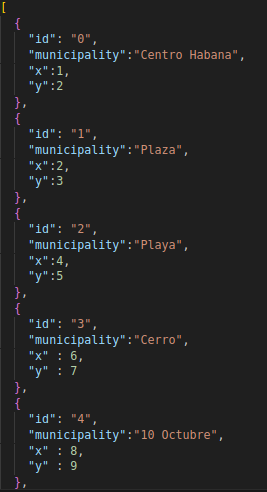 [
  {
    "id": "0",
    "municipality":"Centro Habana",
    "x":1,
    "y":2
  },
  {
    "id": "1",
    "municipality":"Plaza",
    "x":2,
    "y":3
  },
  {
    "id": "2",
    "municipality":"Playa",
    "x":4,
    "y":5
  },
  {
    "id": "3",
    "municipality":"Cerro",
    "x" : 6,
    "y" : 7
  },
  {
    "id": "4",
    "municipality":"10 Octubre",
    "x" : 8,
    "y" : 9
  },